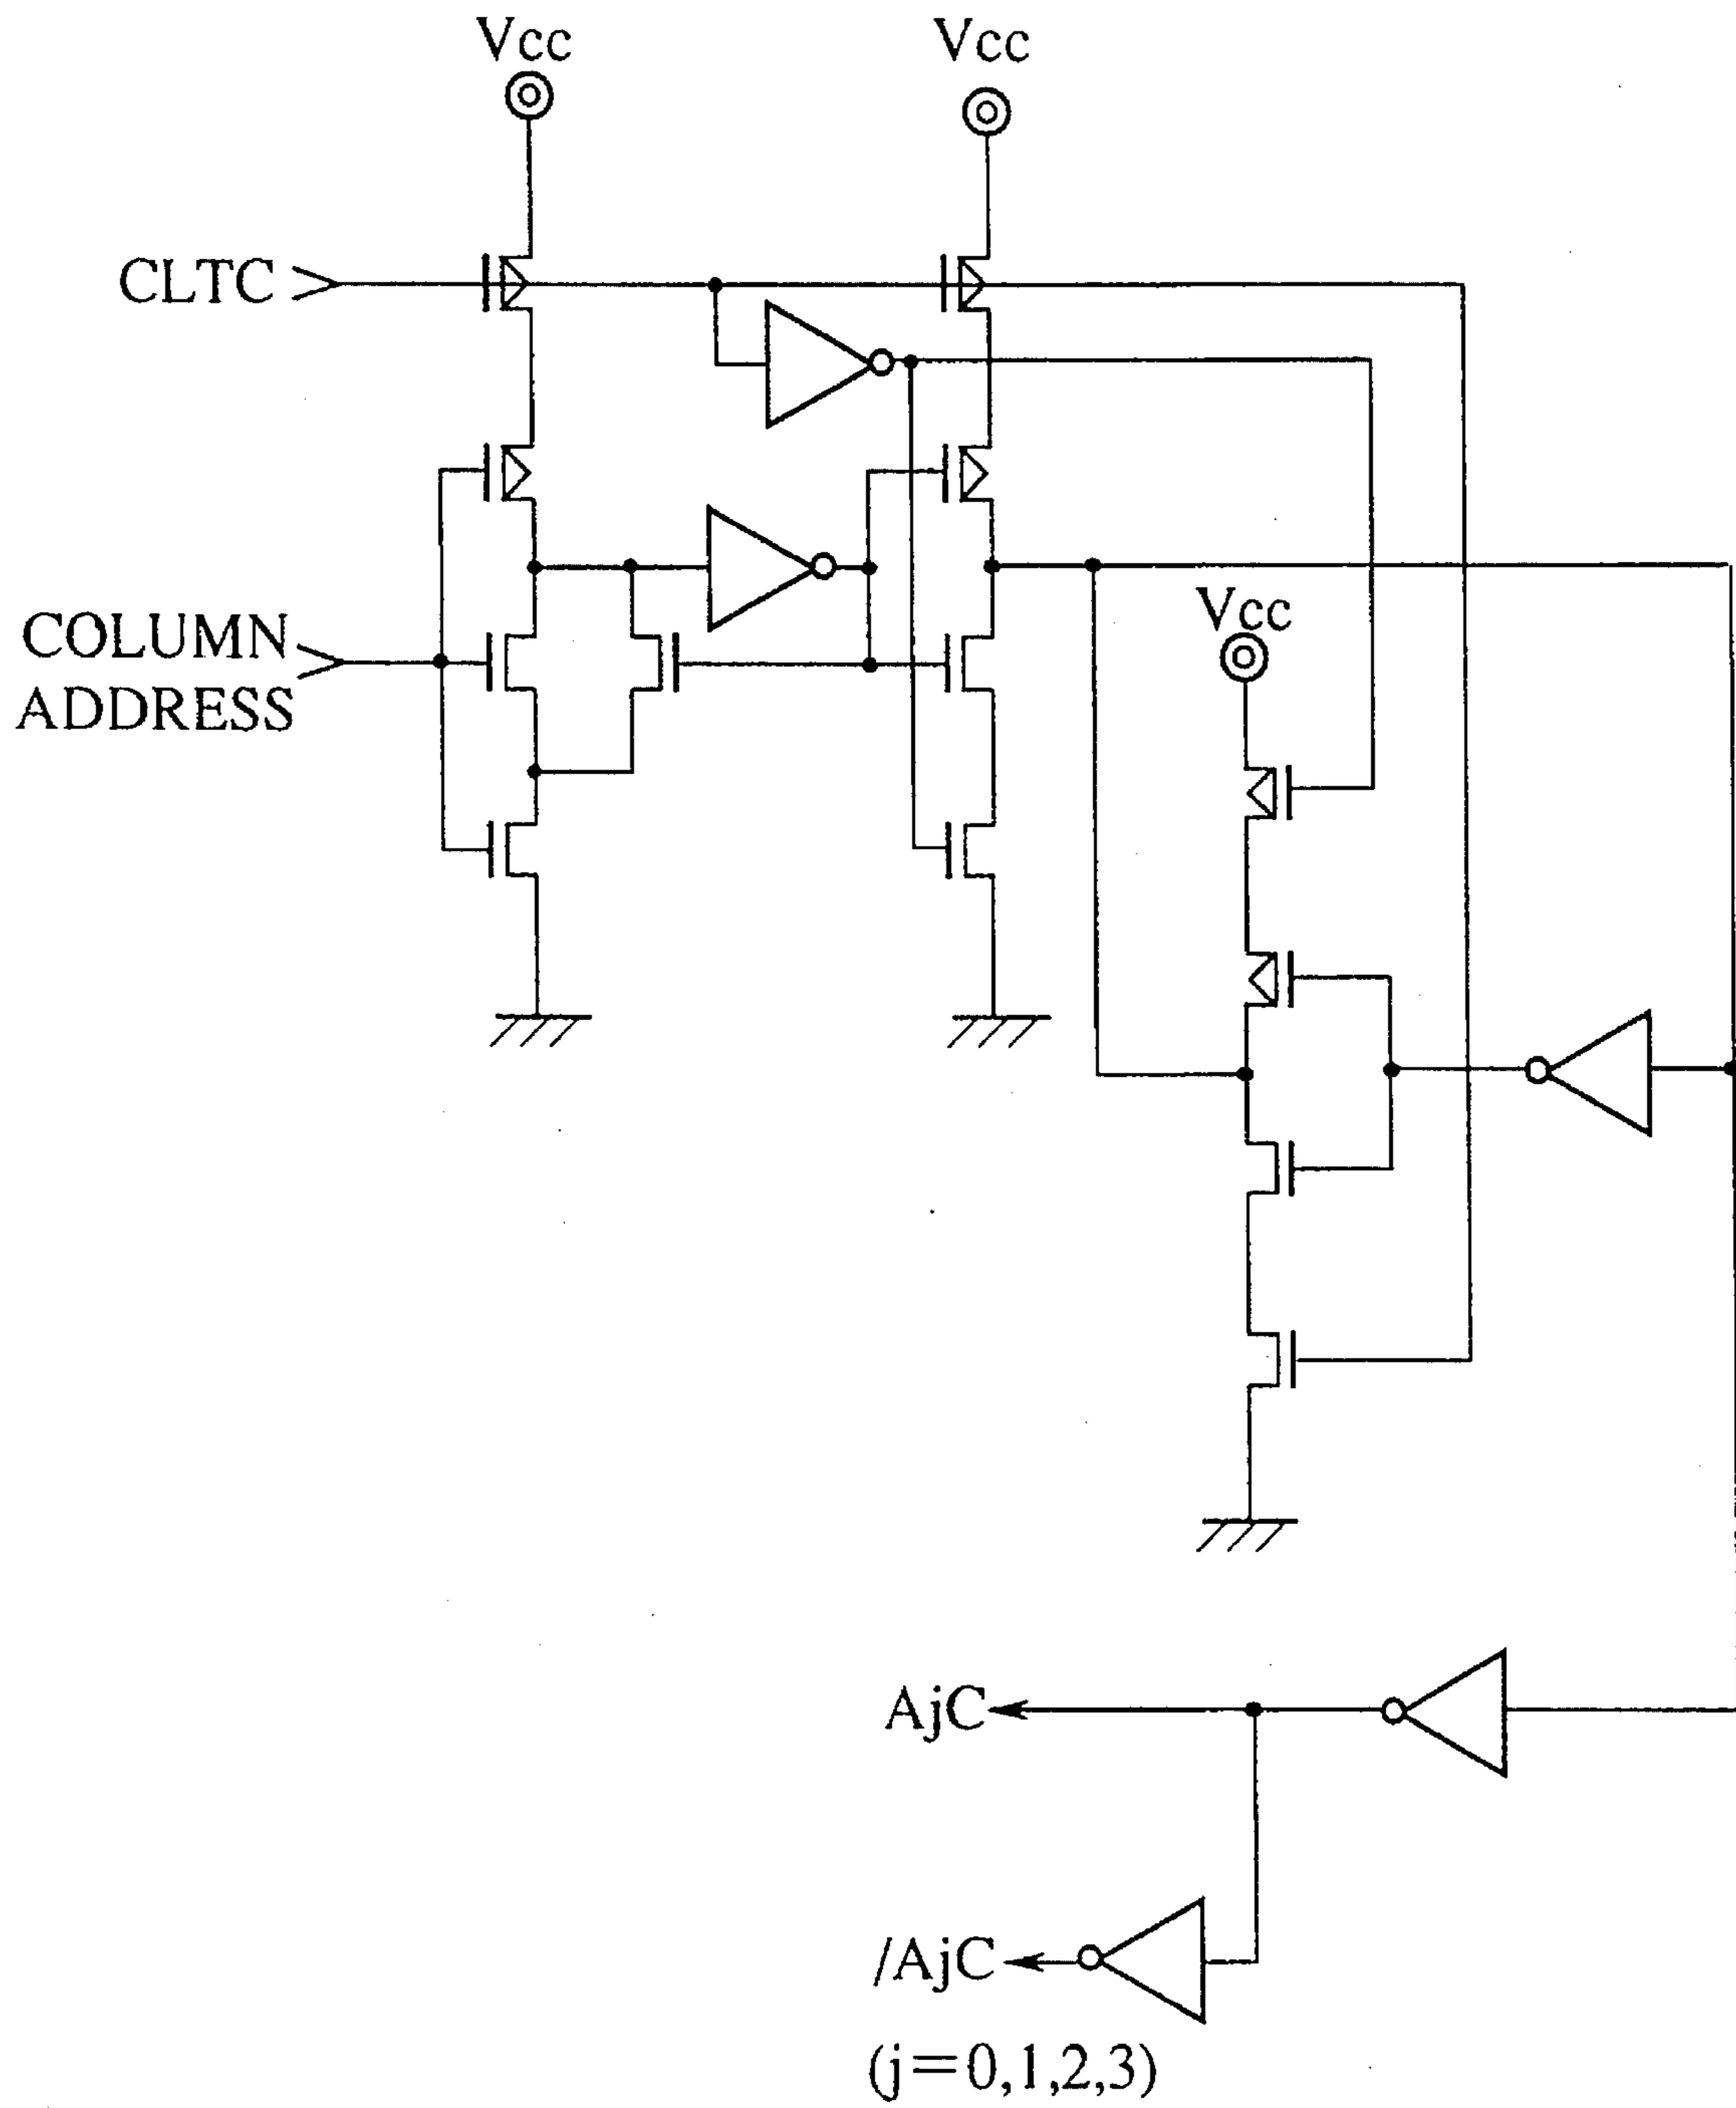 Vcc
Vcc
CLTC
COLUMN
ADDRESS
Vcc
AjC
/AjC
(j=0,1,2,3)